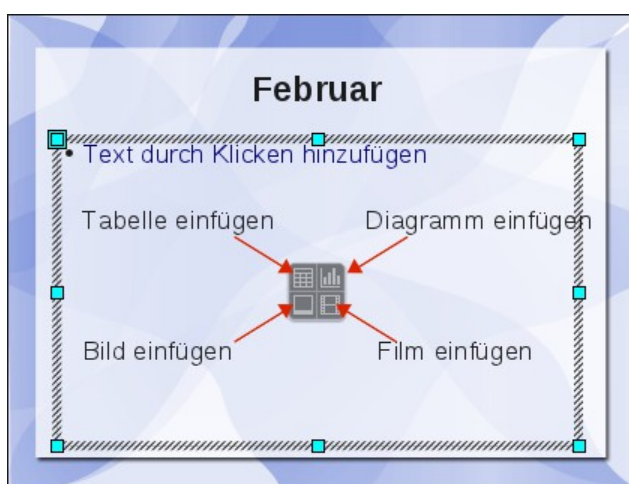 Februar
• Text durch Klicken hinzufügen
Tabelle einfügen
Diagramm einfügen
Bild einfügen
Film einfügen